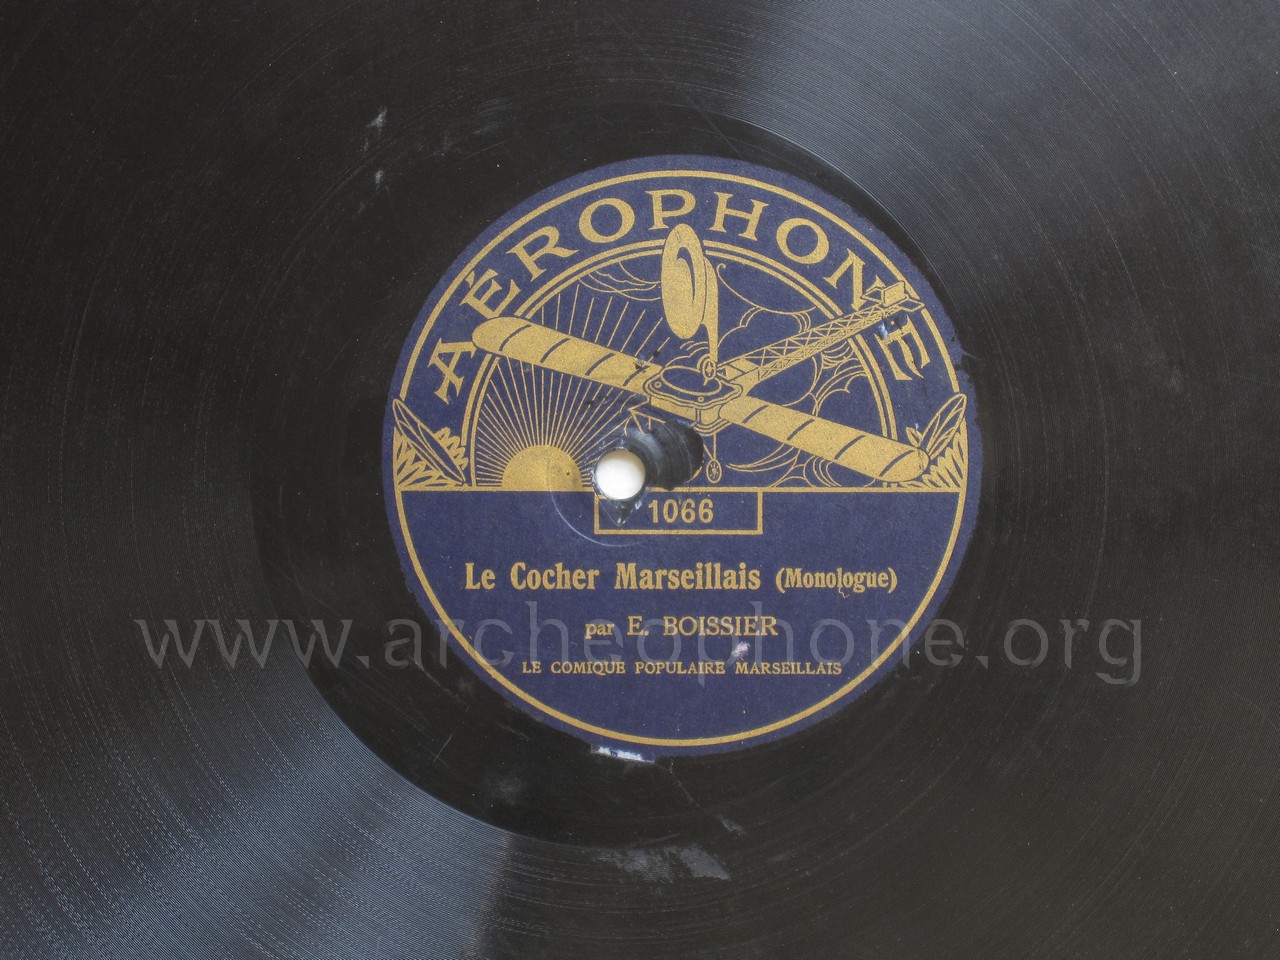 AÉROPHONE
1066
Le Cocher Marseillais (Monologue)
par E. BOISSIER
www.archeophone.org
LE COMIQUE POPULAIRE MARSEILLAIS